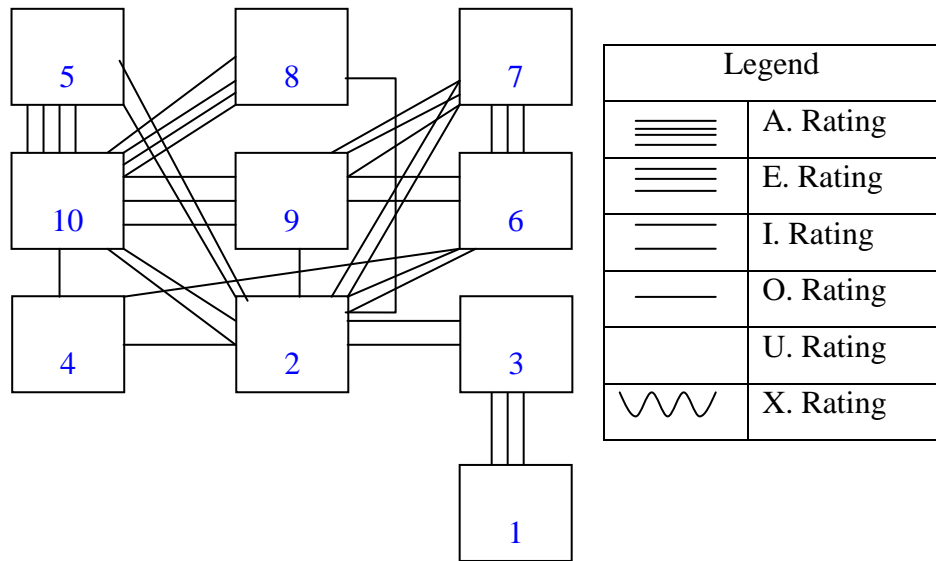 5
8
7
10
9
6
4
2
3
1
Legend
A. Rating
E. Rating
I. Rating
O. Rating
U. Rating
X. Rating